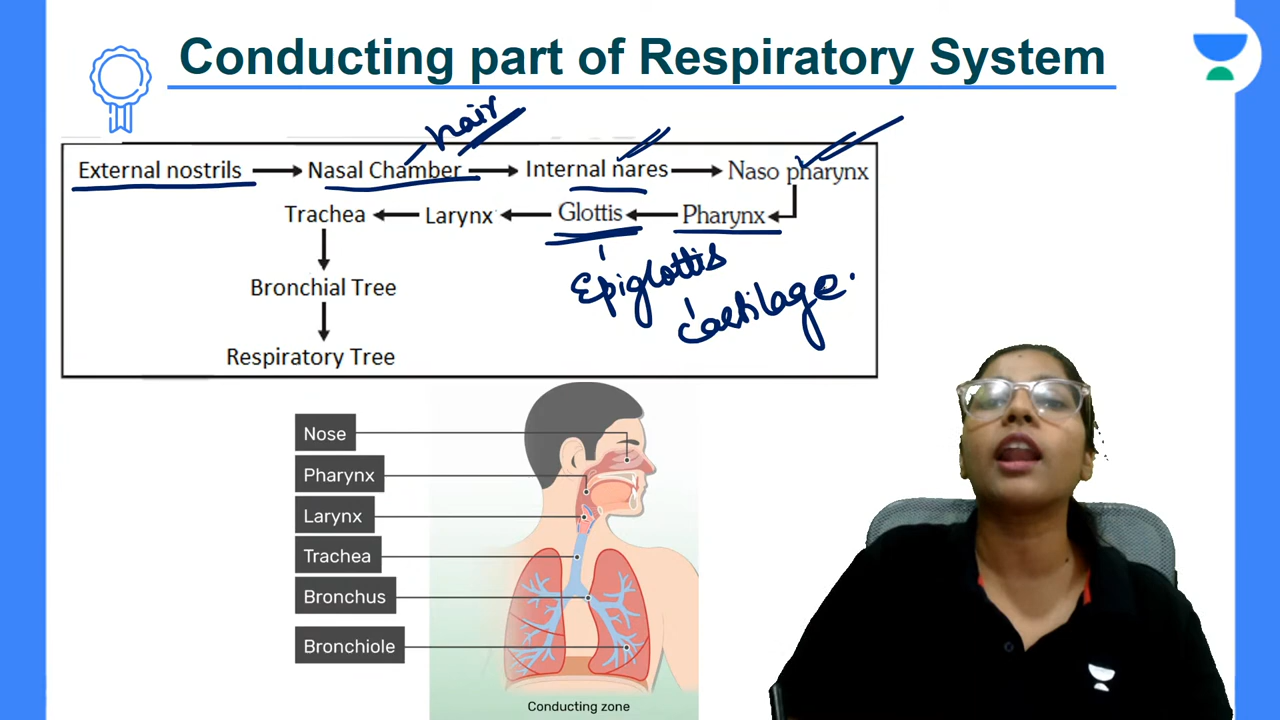 Conducting part of Respiratory System
hair
External nostrils → Nasal Chamber → Internal nares → Naso pharynx
Trachea ← Larynx ← Glottis ← Pharynx
Epiglottis
Cartilage.
Bronchial Tree
Respiratory Tree
Nose
Pharynx
Larynx
Trachea
Bronchus
Bronchiole
Conducting zone